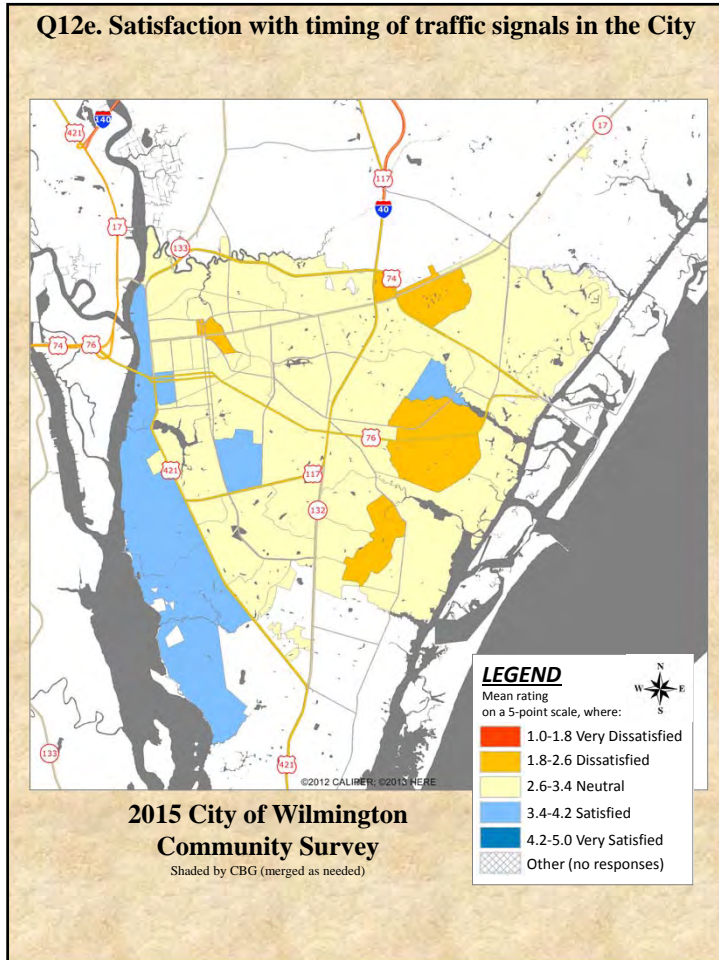 Q12e. Satisfaction with timing of traffic signals in the City
140
421
17
117
17
40
133
74
74
76
76
421
117
132
133
421
©2012 CALIPER; ©2013 HERE
LEGEND
Mean rating
on a 5-point scale, where:
N
W E
S
1.0-1.8 Very Dissatisfied
1.8-2.6 Dissatisfied
2.6-3.4 Neutral
3.4-4.2 Satisfied
4.2-5.0 Very Satisfied
Other (no responses)
2015 City of Wilmington
Community Survey
Shaded by CBG (merged as needed)